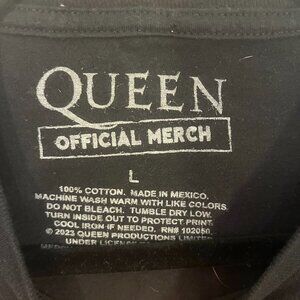 QUEEN
OFFICIAL MERCH
L
100% COTTON. MADE IN MEXICO.
MACHINE WASH WARM WITH LIKE COLORS.
DO NOT BLEACH. TUMBLE DRY LOW.
TURN INSIDE OUT TO PROTECT PRINT.
COOL IRON IF NEEDED. RN# 102050.
© 2023 QUEEN PRODUCTIONS LIMITED
UNDER